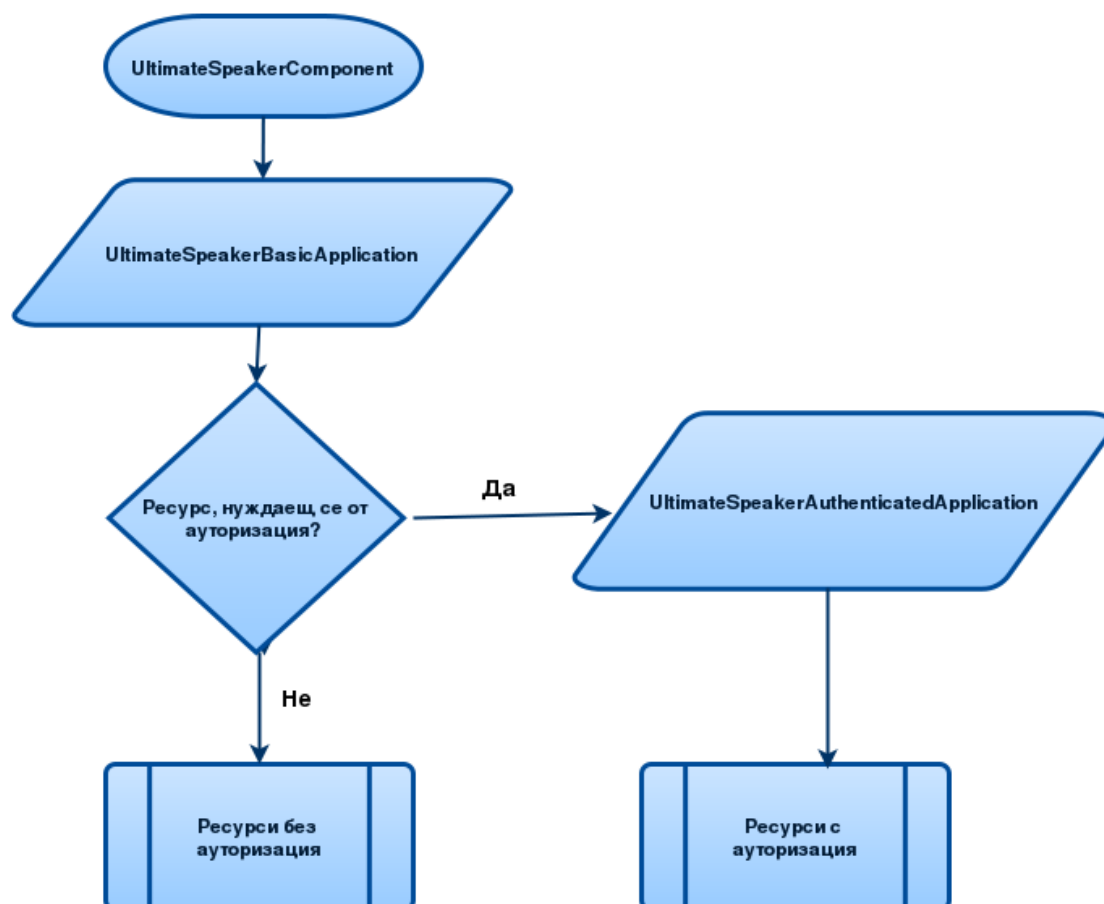 UltimateSpeakerComponent
UltimateSpeakerBasicApplication
Ресурс, нуждаещ се от
ауторизация?
Да
UltimateSpeakerAuthenticatedApplication
Не
Ресурси без
ауторизация
Ресурси с
ауторизация